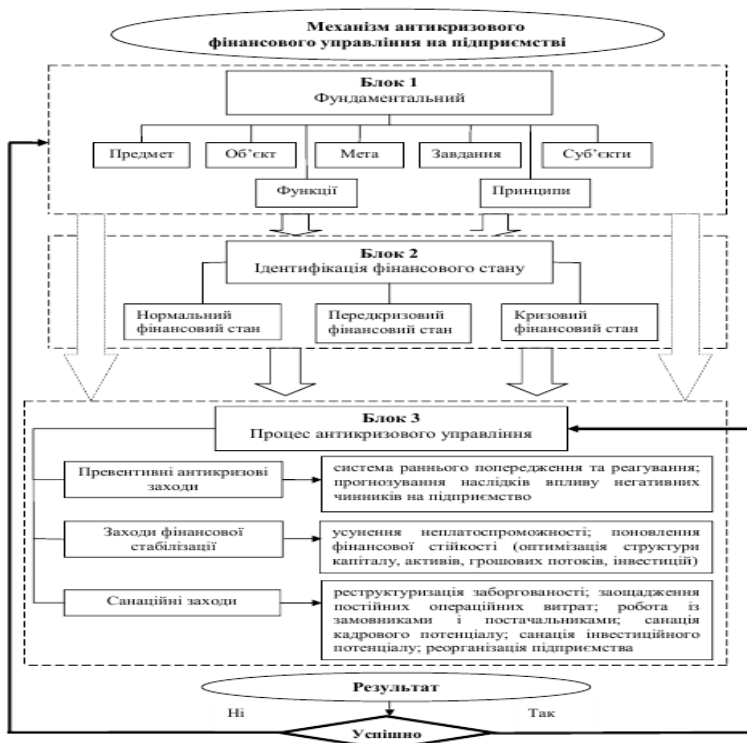 Механізм антикризового
фінансового управління на підприємстві
Блок 1
Фундаментальний
Предмет
Об’єкт
Мета
Завдання
Суб’єкти
Функції
Принципи
Блок 2
Ідентифікація фінансового стану
Нормальний
фінансовий стан
Передкризовий
фінансовий стан
Кризовий
фінансовий стан
Блок 3
Процес антикризового управління
Превентивні антикризові
заходи
система раннього попередження та реагування;
прогнозування наслідків впливу негативних
чинників на підприємство
Заходи фінансової
стабілізації
усунення неплатоспроможності; поновлення
фінансової стійкості (оптимізація структури
капіталу, активів, грошових потоків, інвестицій)
Санаційні заходи
реструктуризація заборгованості; заощадження
постійних операційних витрат; робота із
замовниками і постачальниками; санація
кадрового потенціалу; санація інвестиційного
потенціалу; реорганізація підприємства
Результат
Ні
Так
Успішно